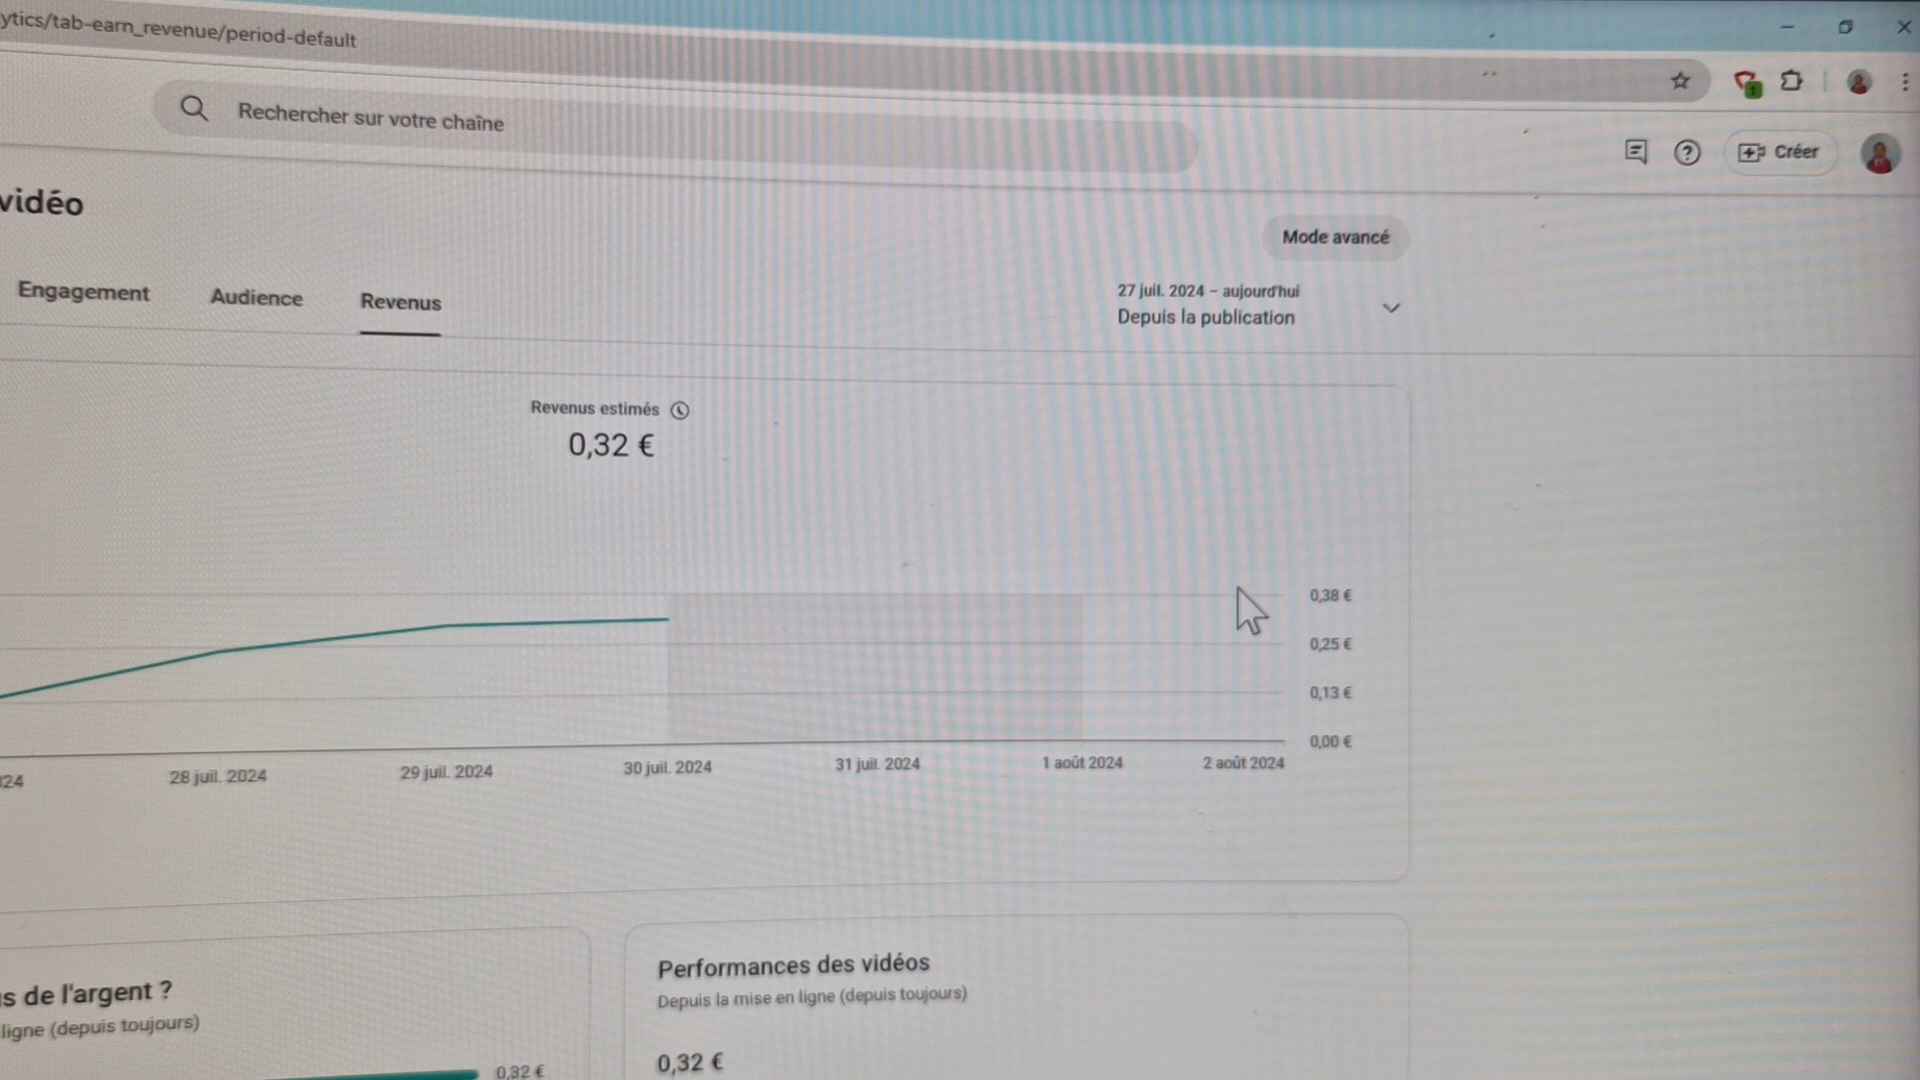 ytics/tab-earn_revenue/period-default
Rechercher sur votre chaîne
Créer
vidéo
Mode avancé
Engagement
Audience
Revenus
27 juil. 2024 – aujourd'hui
Depuis la publication
Revenus estimés
0,32 €
0,38 €
0,25 €
0,13 €
0,00 €
24
28 juil. 2024
29 juil. 2024
30 juil. 2024
31 juil. 2024
1 août 2024
2 août 2024
s de l'argent ?
ligne (depuis toujours)
0,32 €
Performances des vidéos
Depuis la mise en ligne (depuis toujours)
0,32 €